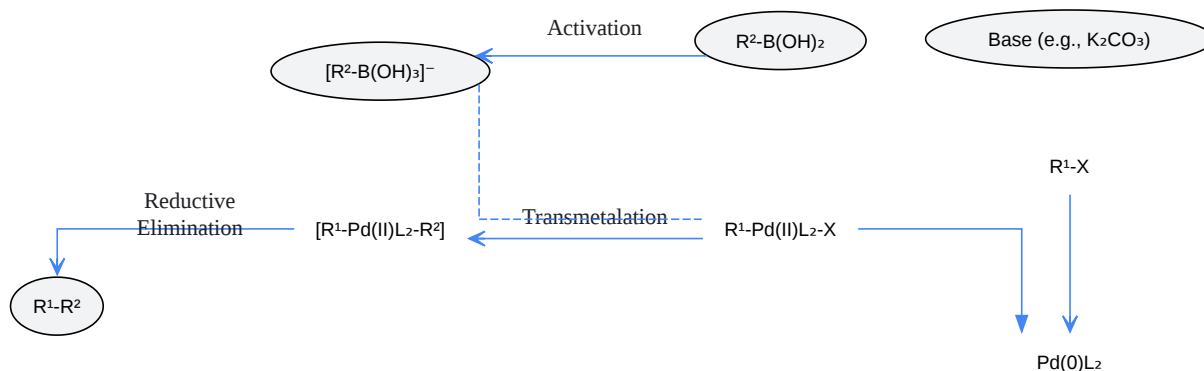 Activation
R²-B(OH)₂
Base (e.g., K₂CO₃)
[R²-B(OH)₃]⁻
R¹-X
Reductive
Elimination
[R¹-Pd(II)L₂-R²]
Transmetalation
R¹-Pd(II)L₂-X
R¹-R²
Pd(0)L₂